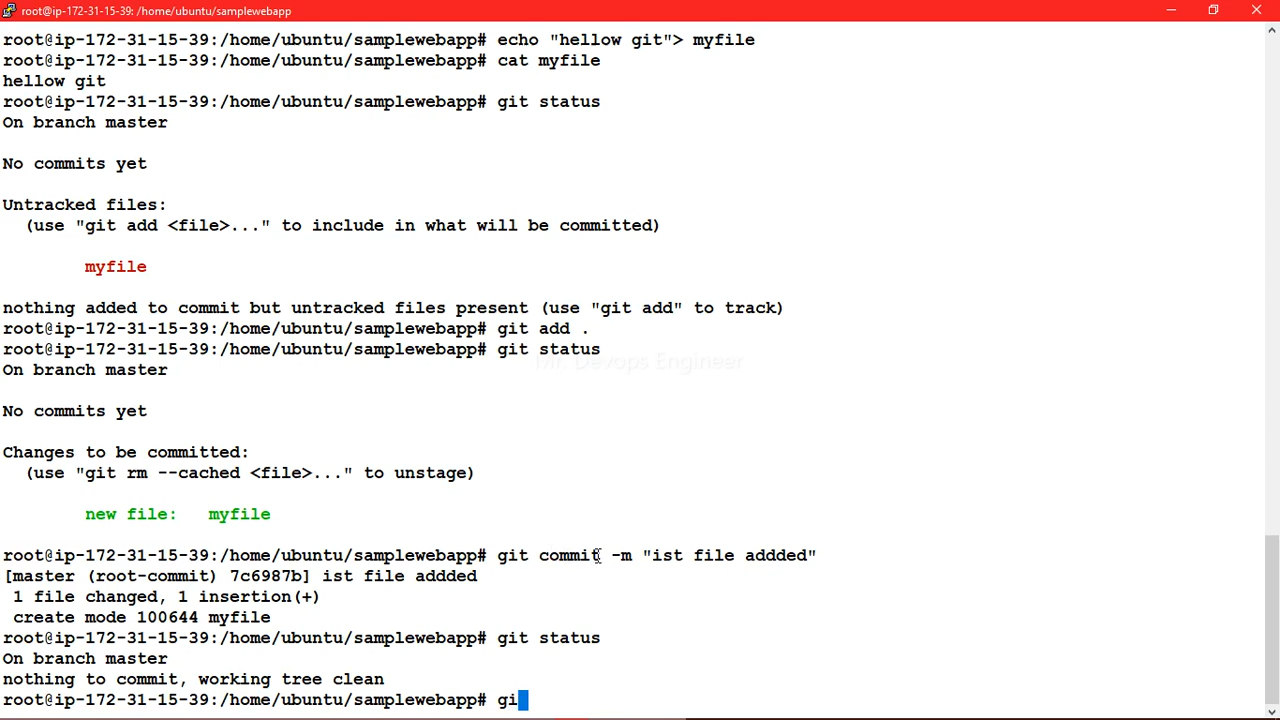 root@ip-172-31-15-39: /home/ubuntu/samplewebapp
root@ip-172-31-15-39:/home/ubuntu/samplewebapp# echo "hellow git"> myfile
root@ip-172-31-15-39:/home/ubuntu/samplewebapp# cat myfile
hellow git
root@ip-172-31-15-39:/home/ubuntu/samplewebapp# git status
On branch master
No commits yet
Untracked files:
(use "git add <file>..." to include in what will be committed)
myfile
nothing added to commit but untracked files present (use "git add" to track)
root@ip-172-31-15-39:/home/ubuntu/samplewebapp# git add .
root@ip-172-31-15-39:/home/ubuntu/samplewebapp# git status
Mr. Devops Engineer
On branch master
No commits yet
Changes to be committed:
(use "git rm --cached <file>..." to unstage)
new file:   myfile
root@ip-172-31-15-39:/home/ubuntu/samplewebapp# git commit -m "ist file addded"
[master (root-commit) 7c6987b] ist file addded
1 file changed, 1 insertion(+)
create mode 100644 myfile
root@ip-172-31-15-39:/home/ubuntu/samplewebapp# git status
On branch master
nothing to commit, working tree clean
root@ip-172-31-15-39:/home/ubuntu/samplewebapp# gi